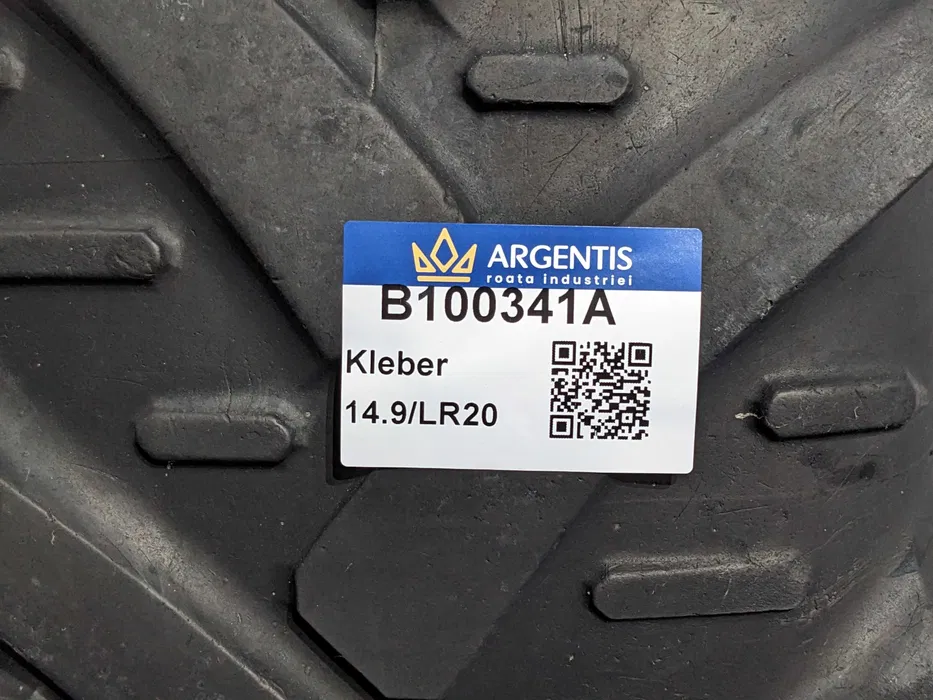 ARGENTIS
roata industriei
B100341A
Kleber
14.9/LR20